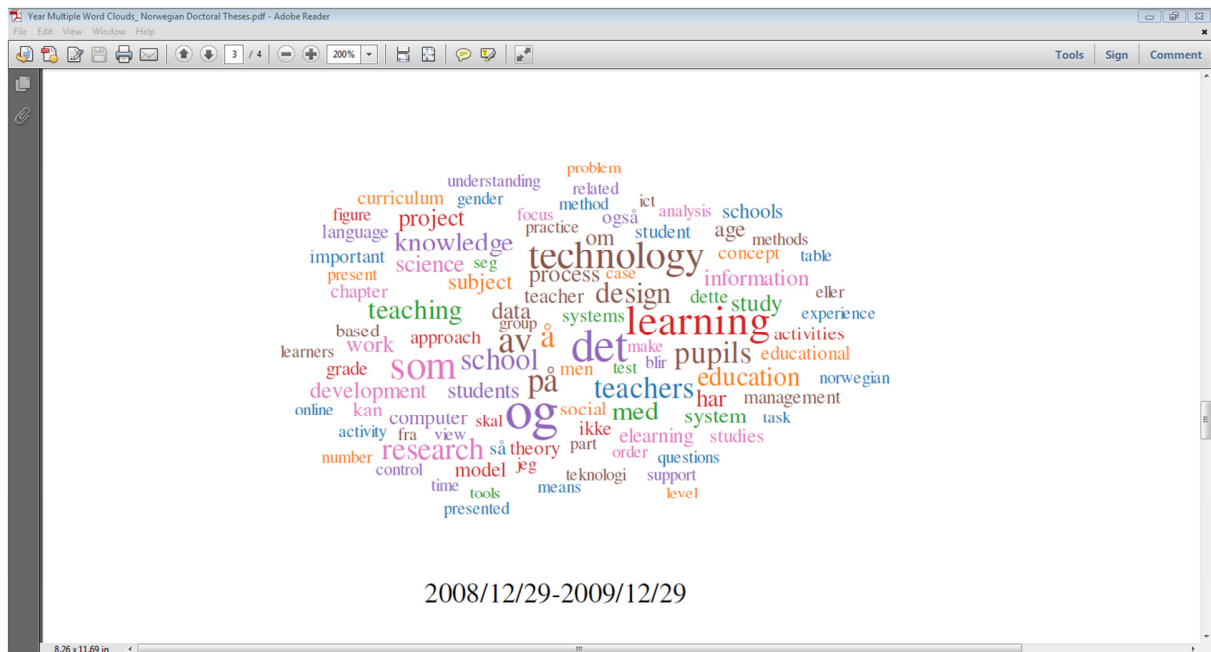 Year Multiple Word Clouds_ Norwegian Doctoral Theses.pdf - Adobe Reader
File Edit View Window Help
3 / 4 200% Tools Sign Comment
problem
understanding related
curriculum gender method ict
figure project focus også analysis schools
language practice student age methods
knowledge om
important technology concept table
science seg
present process case information
subject
chapter teacher design dette study eller
teaching data systems experience
based group learning
approach å activities
work av det make
learners school men pupils educational
grade som test blir
på education norwegian
development students teachers har management
online kan og social med task
computer skal system
activity fra view ikke elearning studies
research så theory part
number order questions
control model jeg teknologi support
time means
tools level
presented
2008/12/29-2009/12/29
8.26 x 11.69 in